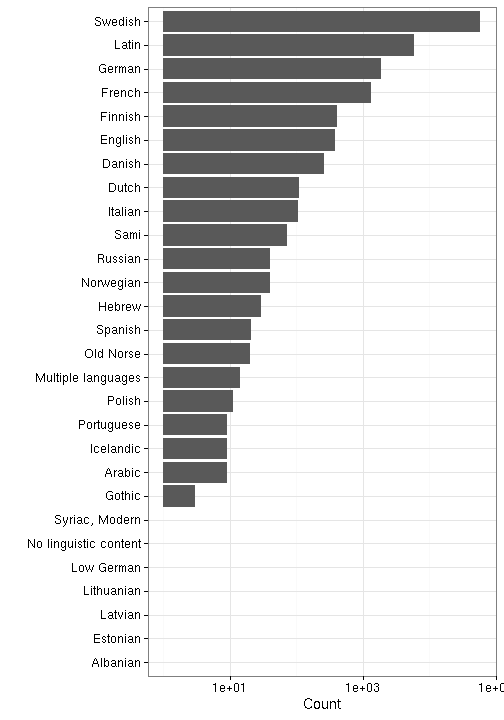 Swedish
Latin
German
French
Finnish
English
Danish
Dutch
Italian
Sami
Russian
Norwegian
Hebrew
Spanish
Old Norse
Multiple languages
Polish
Portuguese
Icelandic
Arabic
Gothic
Syriac, Modern
No linguistic content
Low German
Lithuanian
Latvian
Estonian
Albanian
1e+01 1e+03
Count